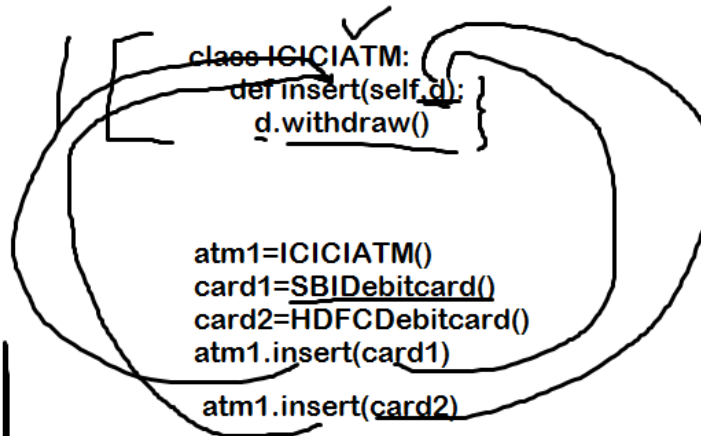 class ICICIATM:
def insert(self,d):
d.withdraw()
atm1=ICICIATM()
card1=SBIDebitcard()
card2=HDFCDebitcard()
atm1.insert(card1)
atm1.insert(card2)